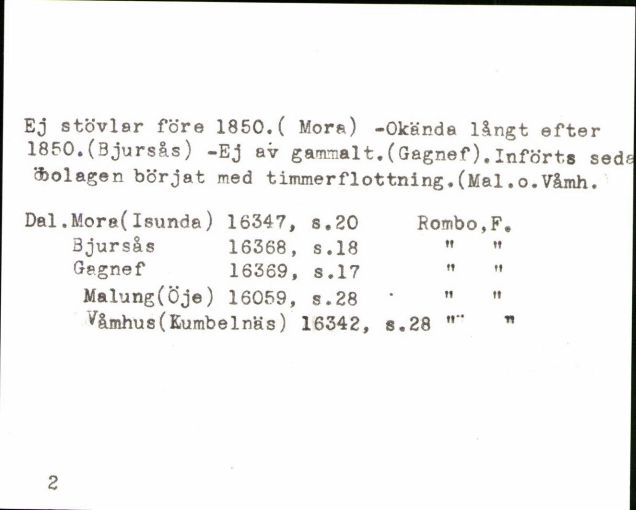 Ej stövlar före 1850.( Mora) -Okända långt efter
1850.(Bjursås) -Ej av gammalt.(Gagnef).Införts seda
bolagen börjat med timmerflottning.(Mal.o.Våmh.
Dal.Mora(Isunda) 16347, s.20 Rombo,F.
Bjursås 16368, s.18 " "
Gagnef 16369, s.17 " "
Malung(Öje) 16059, s.28 " "
Våmhus(Kumbelnäs) 16342, s.28 " "
2